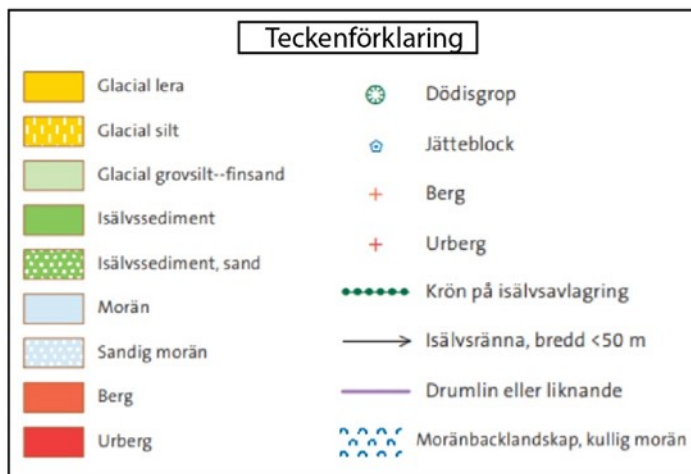 Teckenförklaring
Glacial lera
Glacial silt
Glacial grovsilt--finsand
Isälvssediment
Isälvssediment, sand
Morän
Sandig morän
Berg
Urberg
Dödisgrop
Jätteblock
Berg
Urberg
Krön på isälvsavlagring
Isälvsränna, bredd <50 m
Drumlin eller liknande
Moränbacklandskap, kullig morän